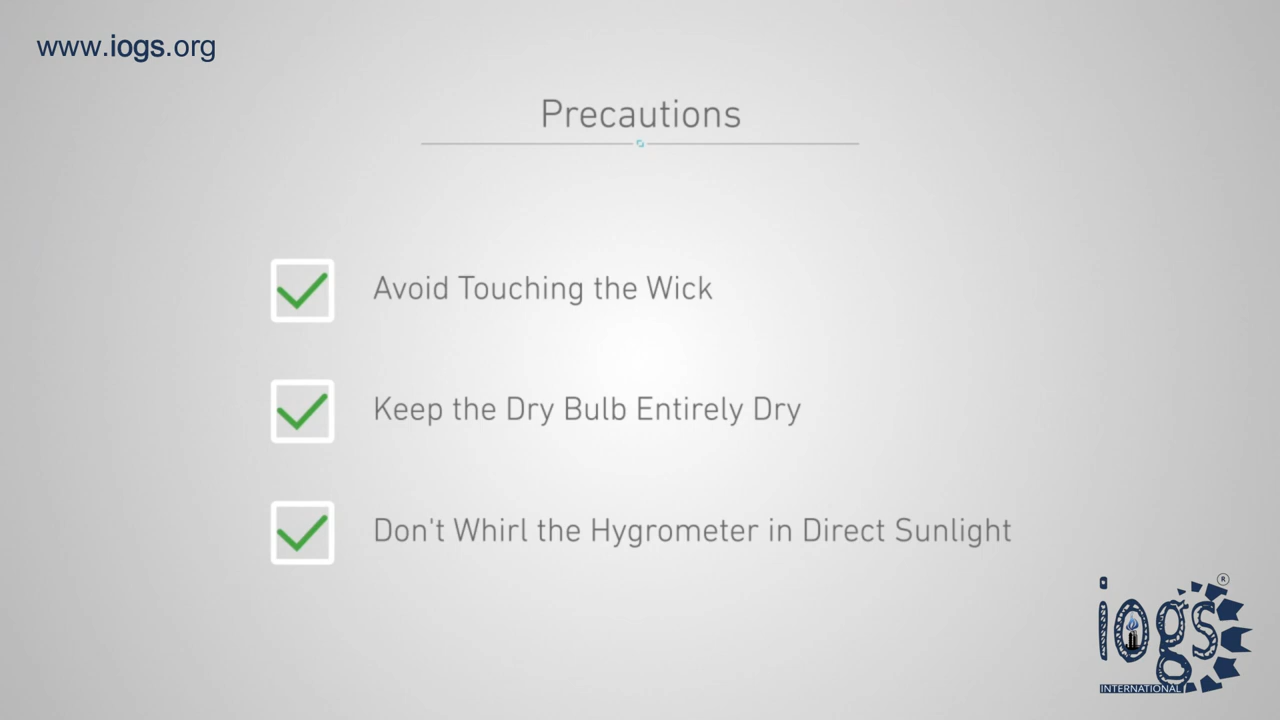 www.iogs.org
Precautions
Avoid Touching the Wick
Keep the Dry Bulb Entirely Dry
Don't Whirl the Hygrometer in Direct Sunlight
iogs ®
INTERNATIONAL